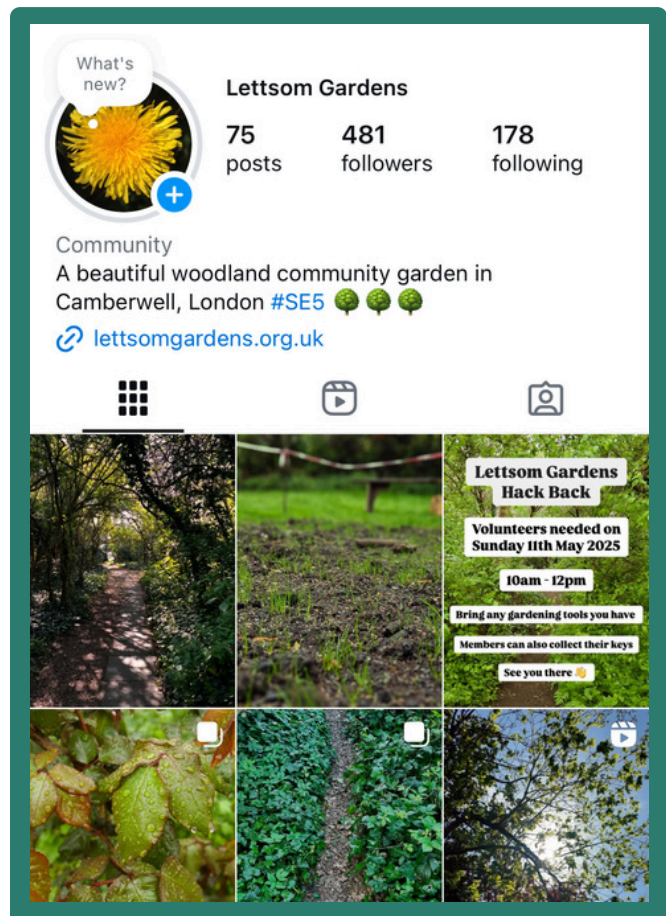 What's
new?
Lettsom Gardens
75
posts
481
followers
178
following
Community
A beautiful woodland community garden in
Camberwell, London #SE5 🌳🌳🌳
lettsomgardens.org.uk
Lettsom Gardens
Hack Back
Volunteers needed on
Sunday 11th May 2025
10am - 12pm
Bring any gardening tools you have
Members can also collect their keys
See you there 👋